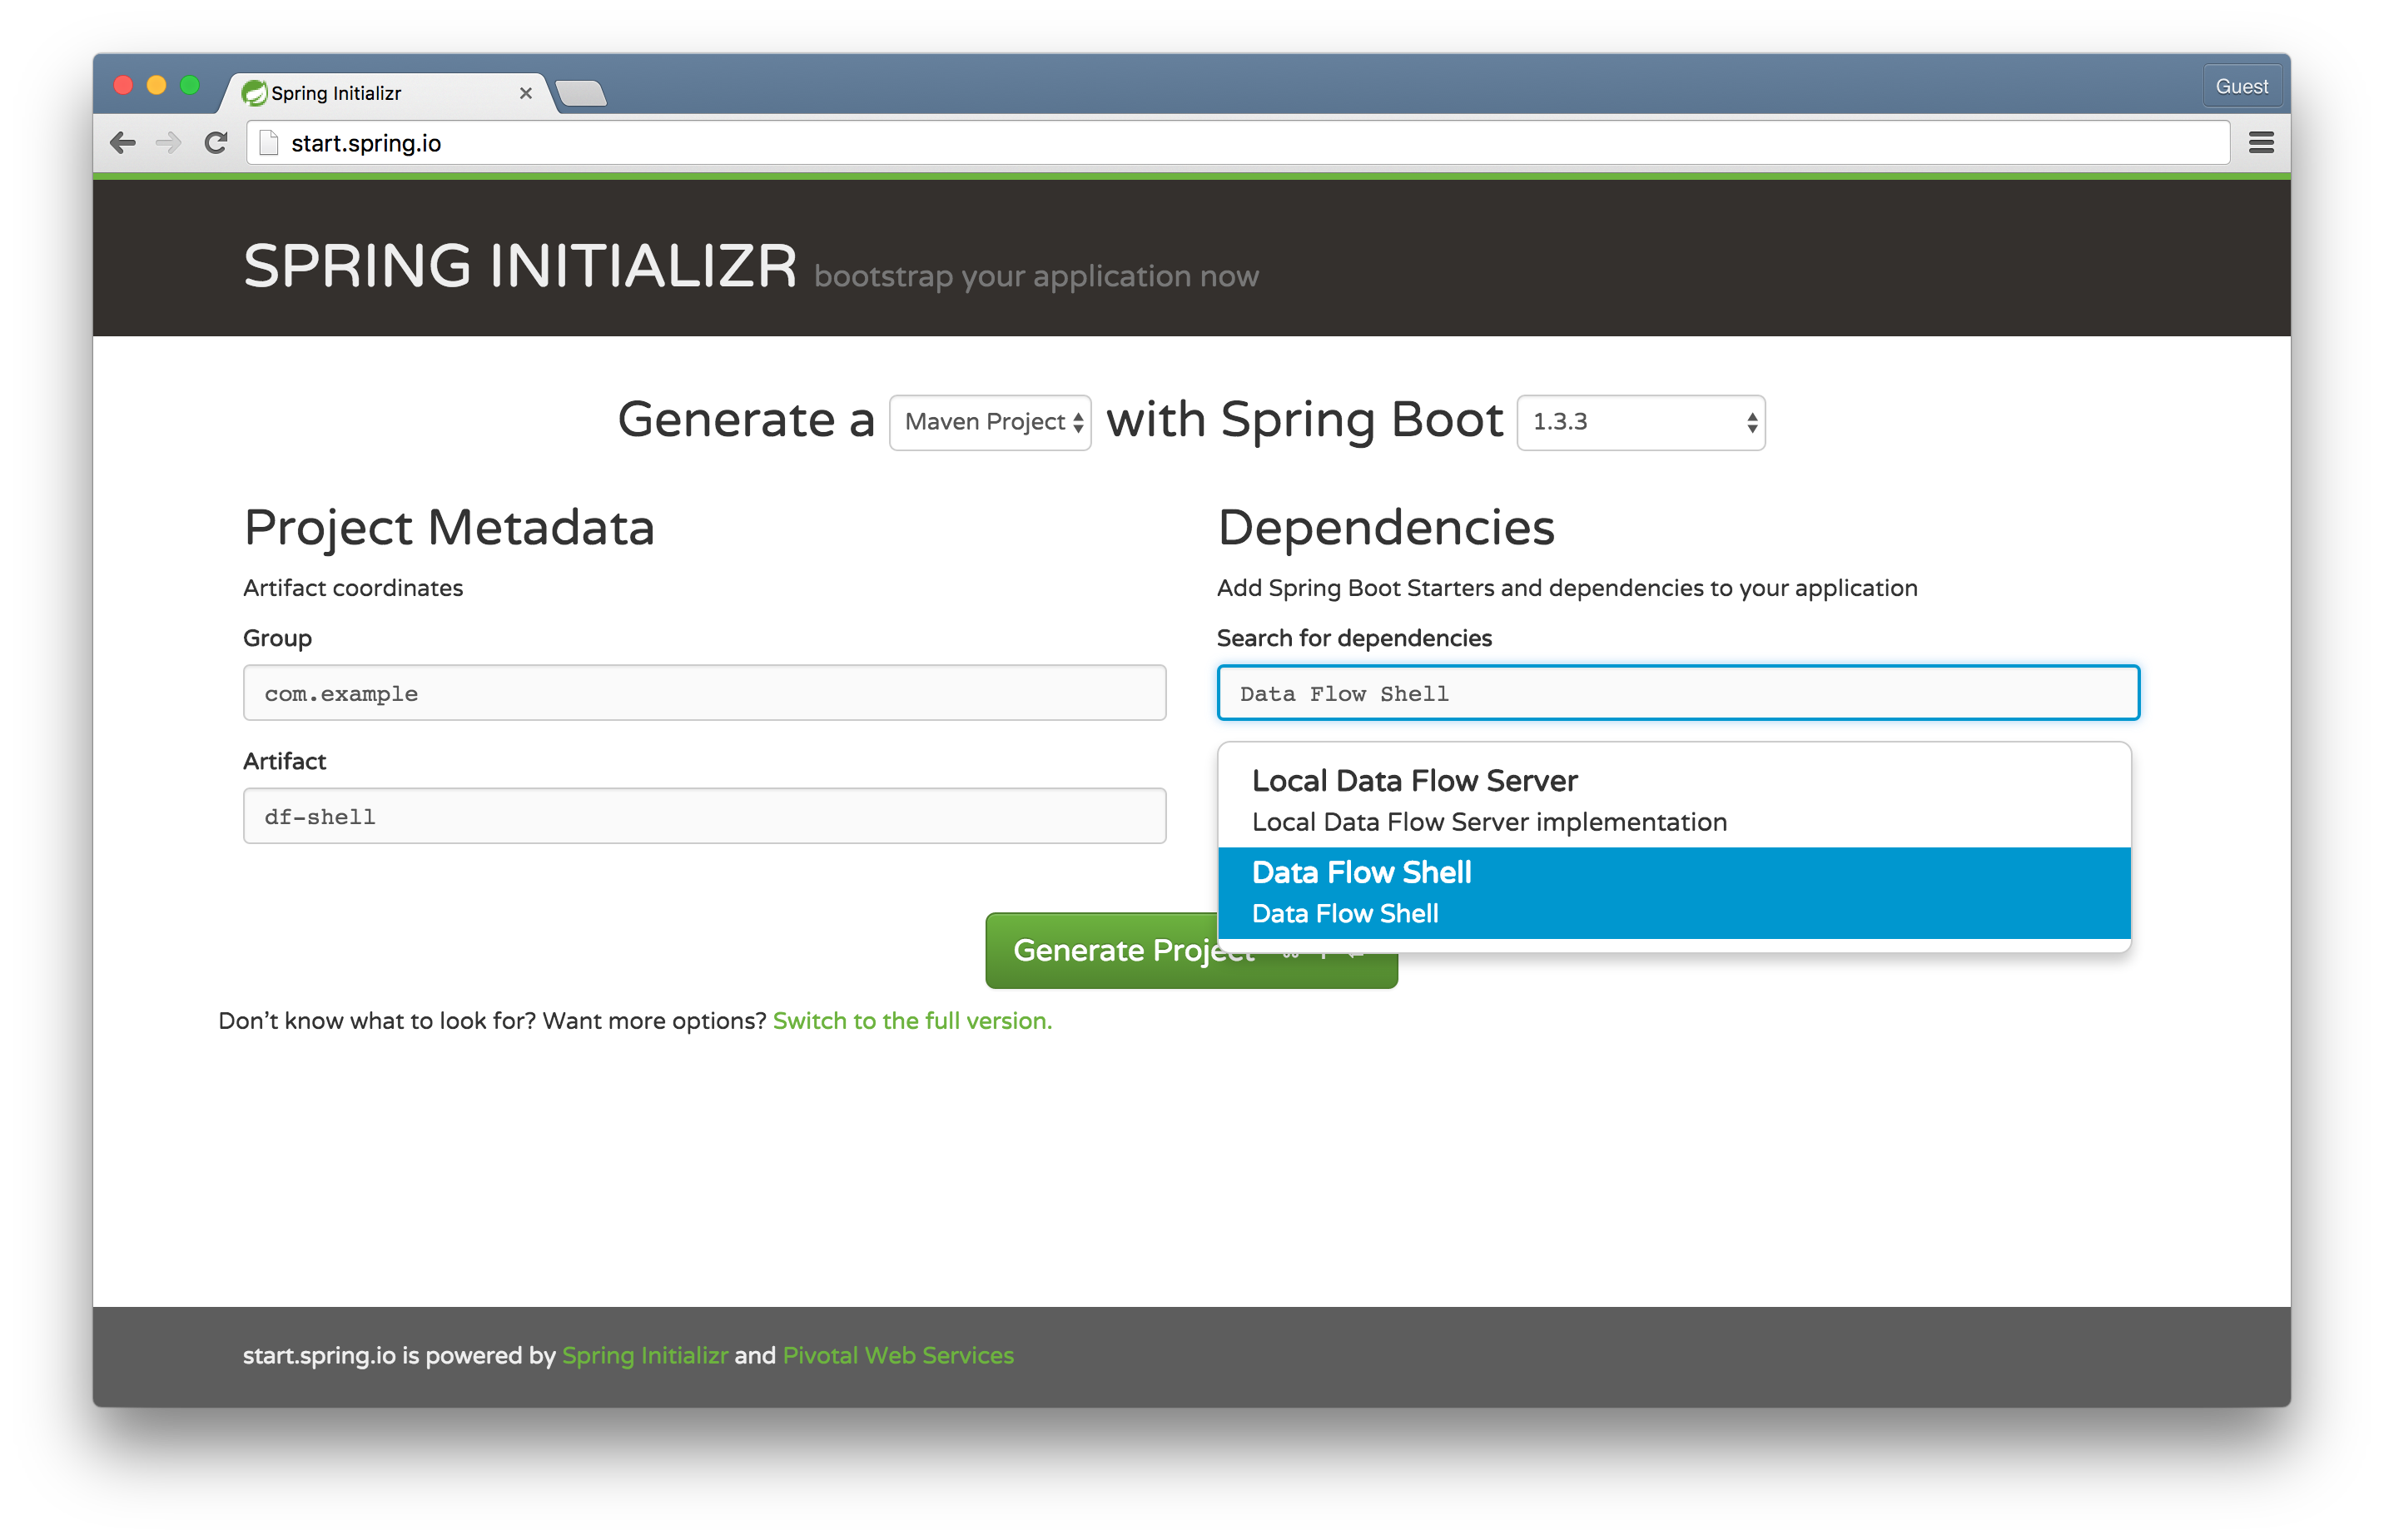 Spring Initializr
Guest
start.spring.io
SPRING INITIALIZR bootstrap your application now
Generate a Maven Project with Spring Boot 1.3.3
Project Metadata
Artifact coordinates
Group
com.example
Artifact
df-shell
Dependencies
Add Spring Boot Starters and dependencies to your application
Search for dependencies
Data Flow Shell
Local Data Flow Server
Local Data Flow Server implementation
Data Flow Shell
Data Flow Shell
Generate Project
Don't know what to look for? Want more options? Switch to the full version.
start.spring.io is powered by Spring Initializr and Pivotal Web Services